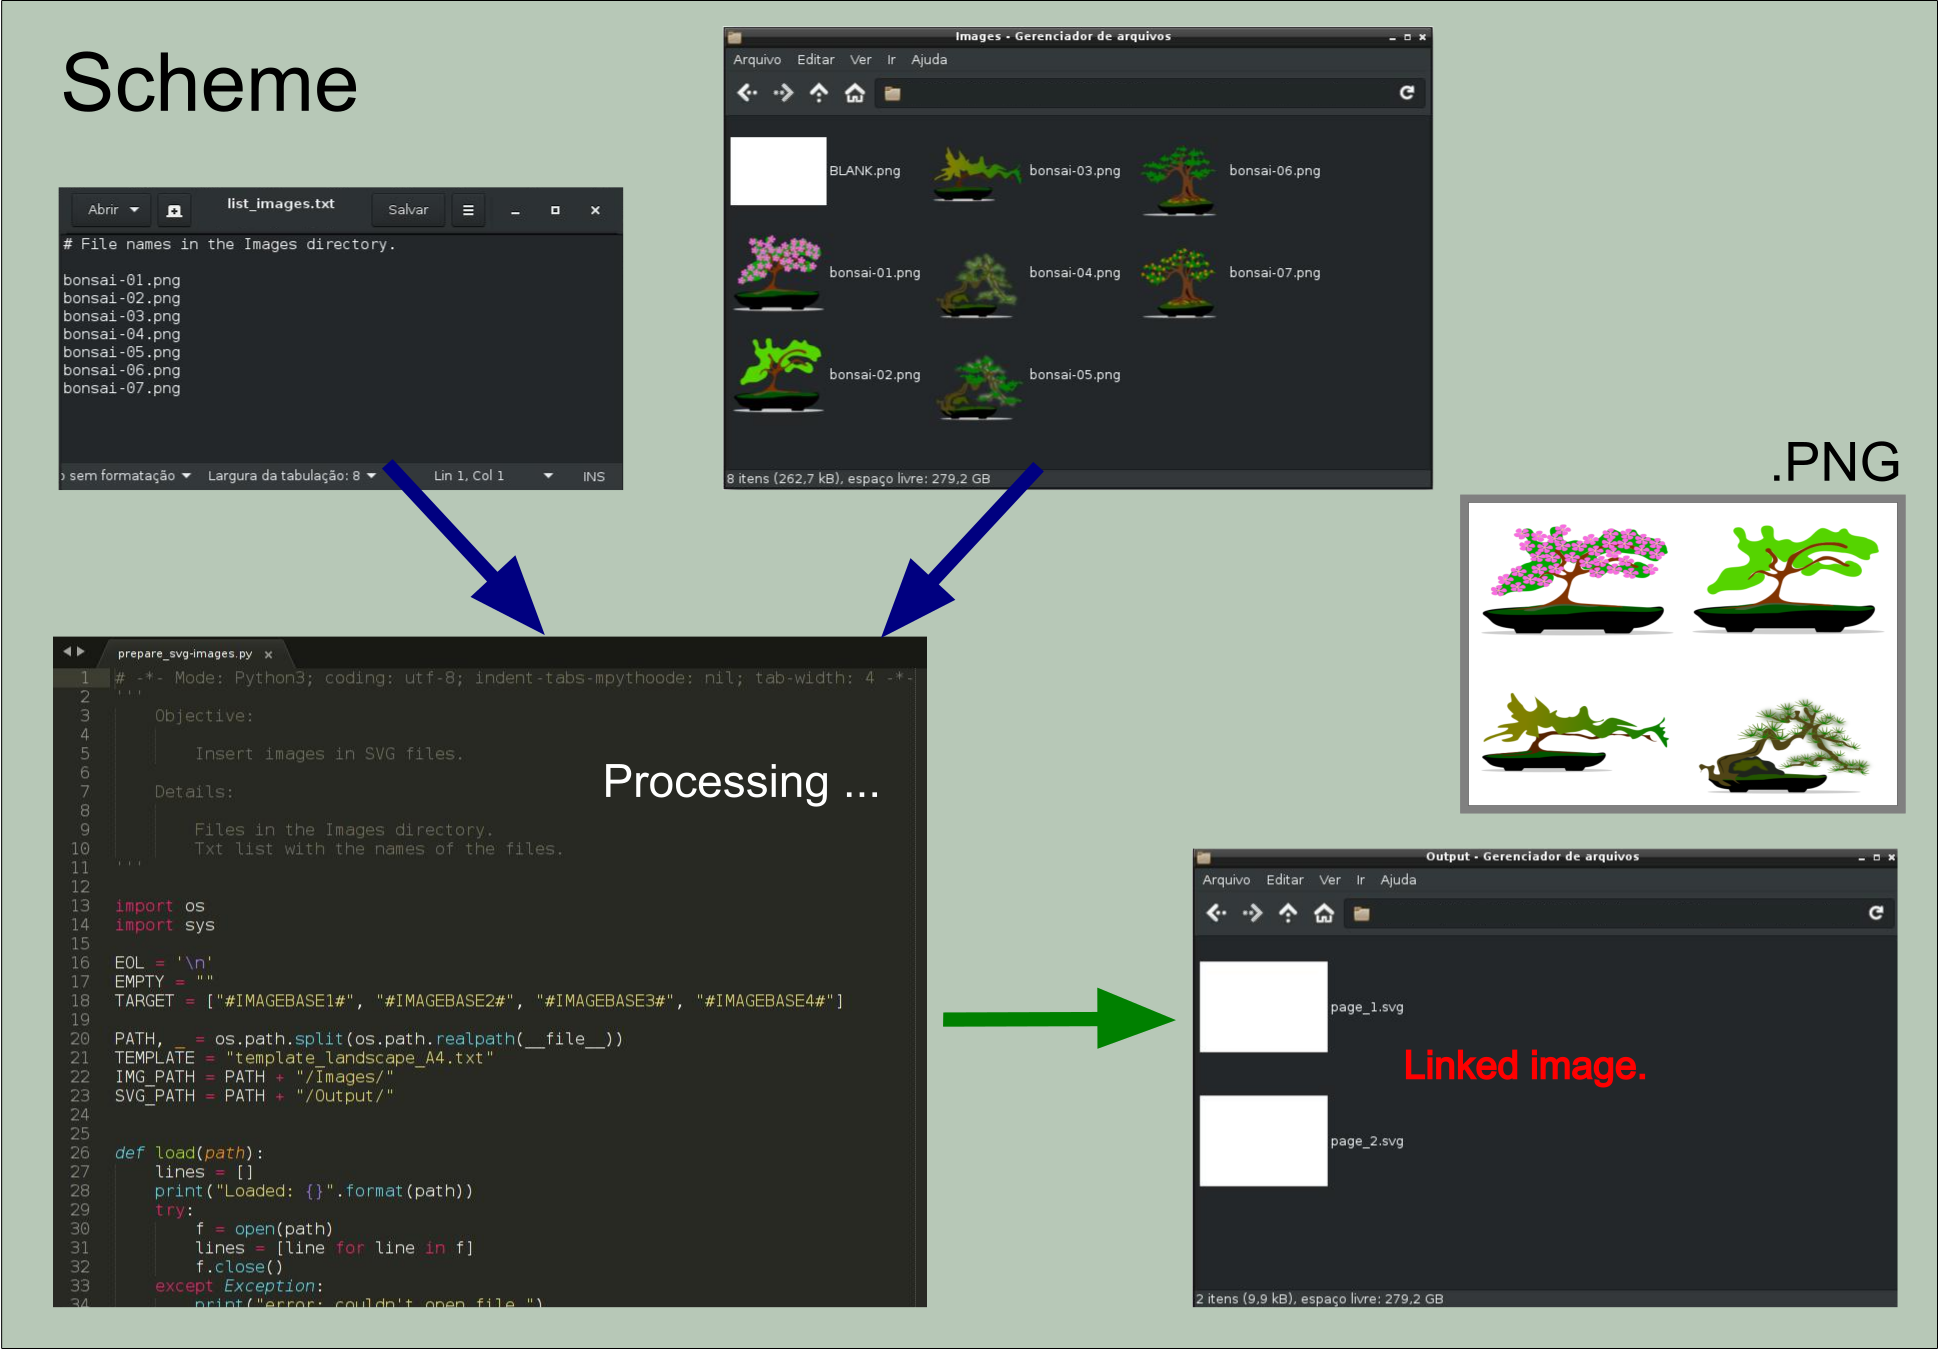 Scheme
Images - Gerenciador de arquivos
Arquivo Editar Ver Ir Ajuda
BLANK.png
bonsai-03.png
bonsai-06.png
bonsai-01.png
bonsai-04.png
bonsai-07.png
bonsai-02.png
bonsai-05.png
8 itens (262,7 kB), espaço livre: 279,2 GB
Abrir
list_images.txt
Salvar
# File names in the Images directory.
bonsai-01.png
bonsai-02.png
bonsai-03.png
bonsai-04.png
bonsai-05.png
bonsai-06.png
bonsai-07.png
sem formatação Largura da tabulação: 8 Lin 1, Col 1 INS
.PNG
prepare_svg-images.py x
1 # -*- Mode: Python3; coding: utf-8; indent-tabs-mpythoode: nil; tab-width: 4 -*-
2 '''
3 Objective:
4
5 Insert images in SVG files.
6
7 Details:
8
9 Files in the Images directory.
10 Txt list with the names of the files.
11 '''
12
13 import os
14 import sys
15
16 EOL = '\n'
17 EMPTY = ""
18 TARGET = ["#IMAGEBASE1#", "#IMAGEBASE2#", "#IMAGEBASE3#", "#IMAGEBASE4#"]
19
20 PATH, _ = os.path.split(os.path.realpath(__file__))
21 TEMPLATE = "template_landscape_A4.txt"
22 IMG_PATH = PATH + "/Images/"
23 SVG_PATH = PATH + "/Output/"
24
25
26 def load(path):
27 lines = []
28 print("Loaded: {}".format(path))
29 try:
30 f = open(path)
31 lines = [line for line in f]
32 f.close()
33 except Exception:
34 print("error: couldn't open file.")
Processing ...
Output - Gerenciador de arquivos
Arquivo Editar Ver Ir Ajuda
page_1.svg
Linked image.
page_2.svg
2 itens (9,9 kB), espaço livre: 279,2 GB